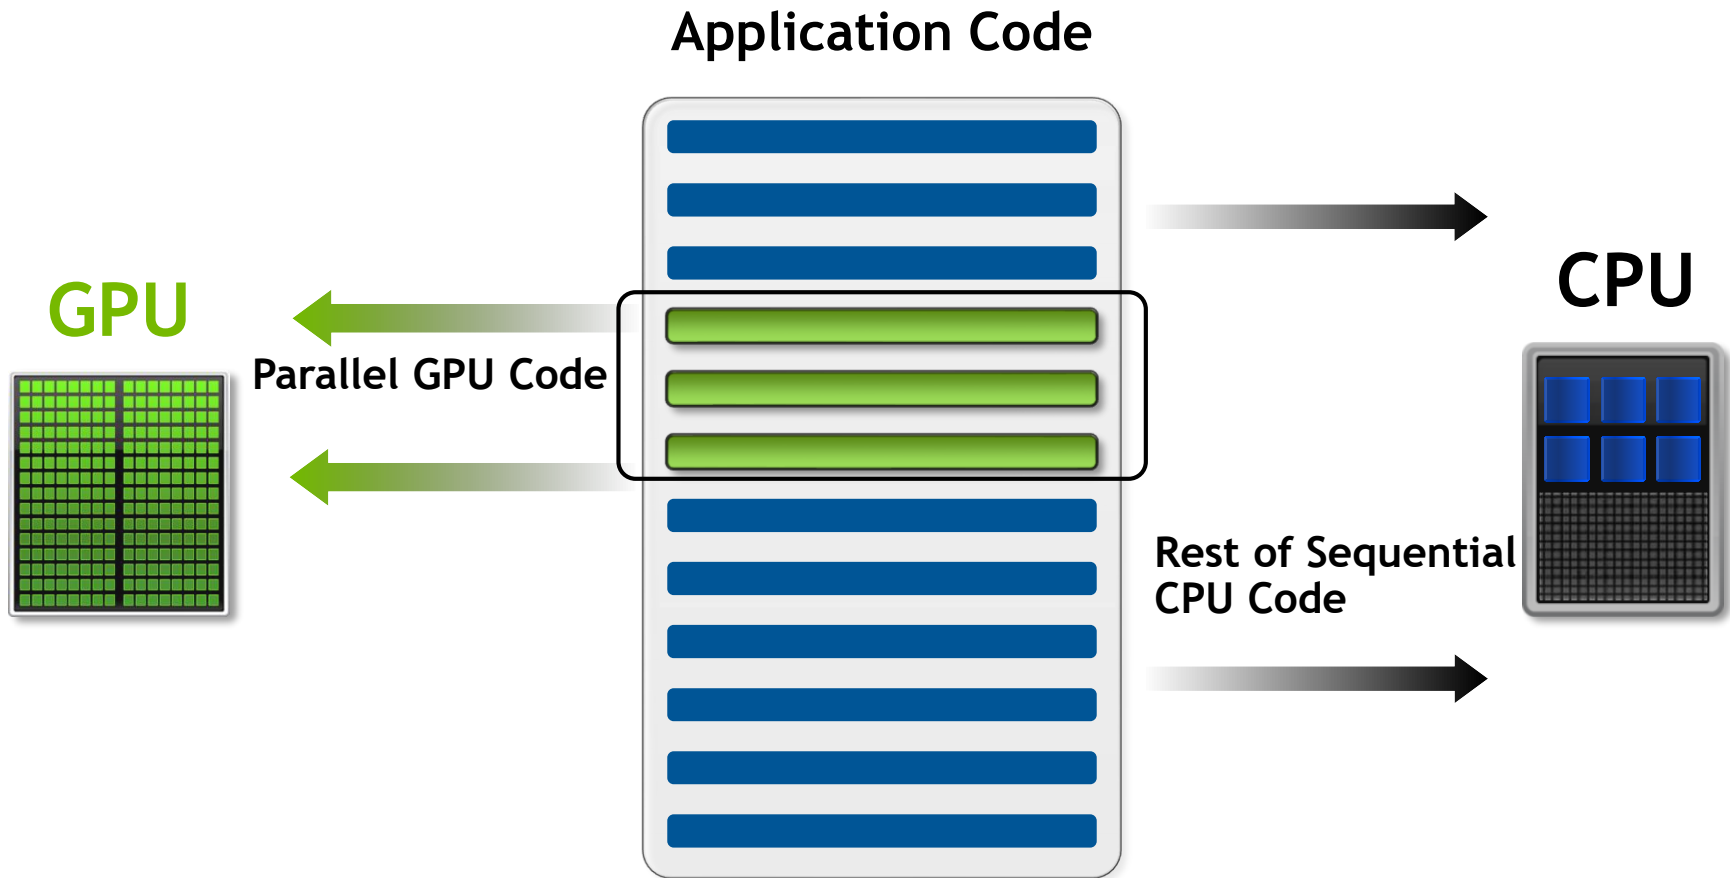 Application Code
GPU
Parallel GPU Code
CPU
Rest of Sequential
CPU Code